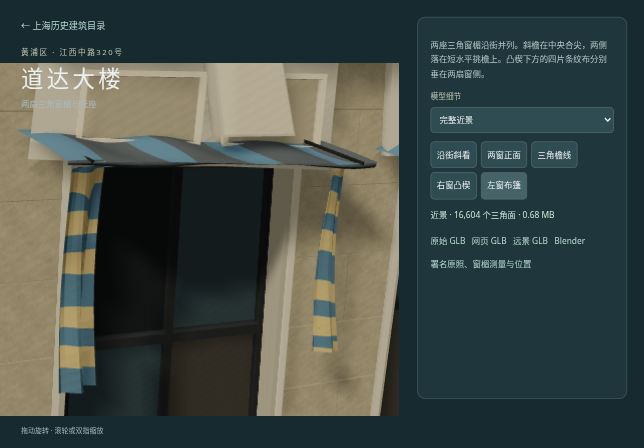 ← 上海历史建筑目录
黄浦区 · 江西中路320号
道达大楼
两座三角窗楣沿街并列。斜檐在中央合尖，两侧
落在短水平挑檐上。凸楔下方的四片条纹布分别
垂在两扇窗侧。
模型细节
完整近景
沿街斜看
两窗正面
三角檐线
右窗凸楔
左窗布篷
近景 · 16,604 个三角面 · 0.68 MB
原始 GLB 网页 GLB 远景 GLB Blender
署名原照、窗楣测量与位置
拖动旋转 · 滚轮或双指缩放